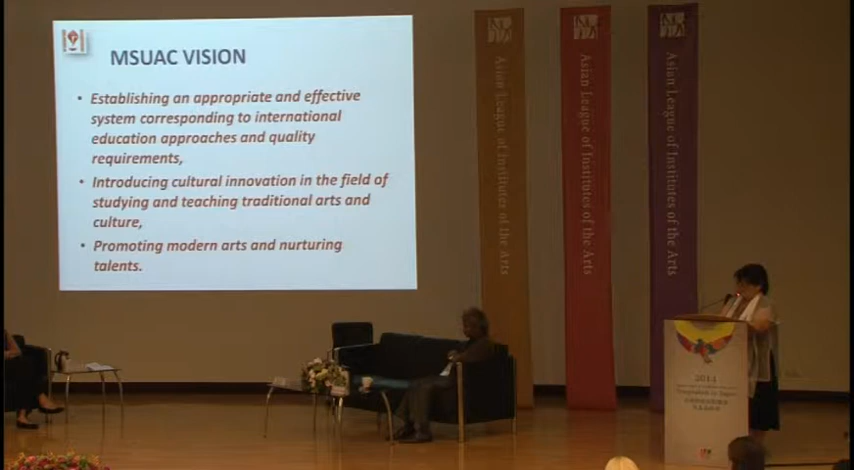 MSUAC VISION
• Establishing an appropriate and effective
system corresponding to international
education approaches and quality
requirements,
• Introducing cultural innovation in the field of
studying and teaching traditional arts and
culture,
• Promoting modern arts and nurturing
talents.
Asian League of Institutes of the Arts
Asian League of Institutes of the Arts
Asian League of Institutes of the Arts
2014